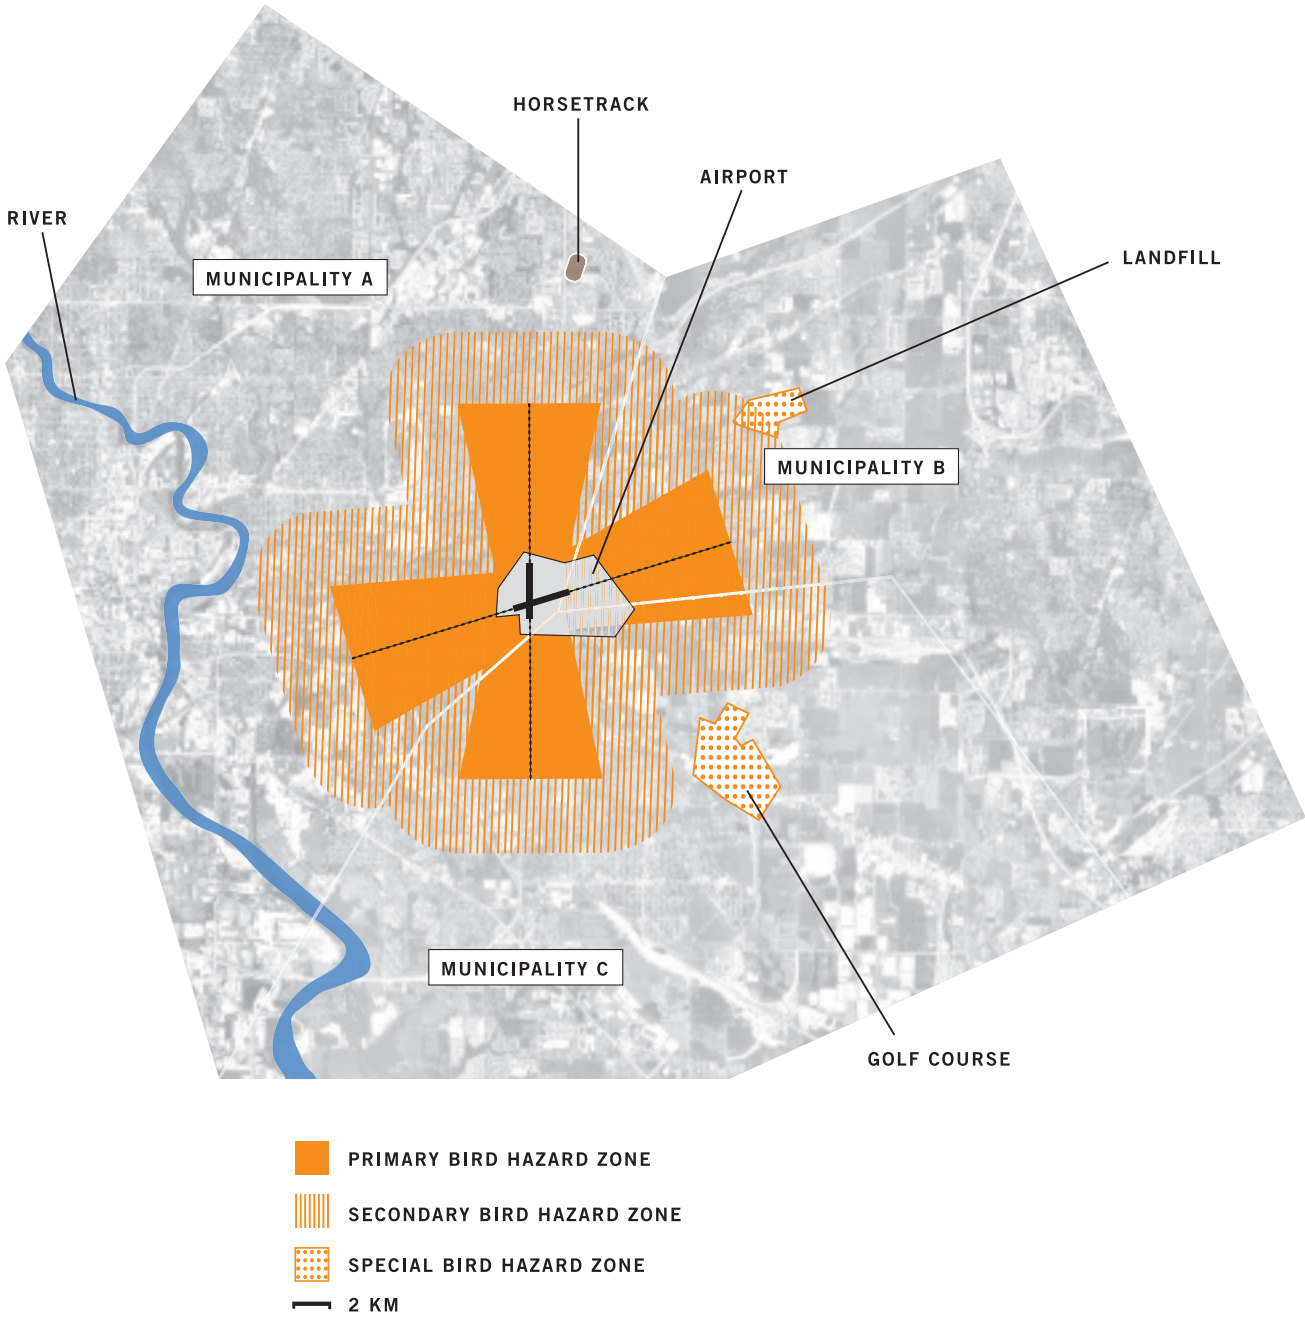 HORSETRACK
AIRPORT
RIVER
LANDFILL
MUNICIPALITY A
MUNICIPALITY B
MUNICIPALITY C
GOLF COURSE
PRIMARY BIRD HAZARD ZONE
SECONDARY BIRD HAZARD ZONE
SPECIAL BIRD HAZARD ZONE
2 KM